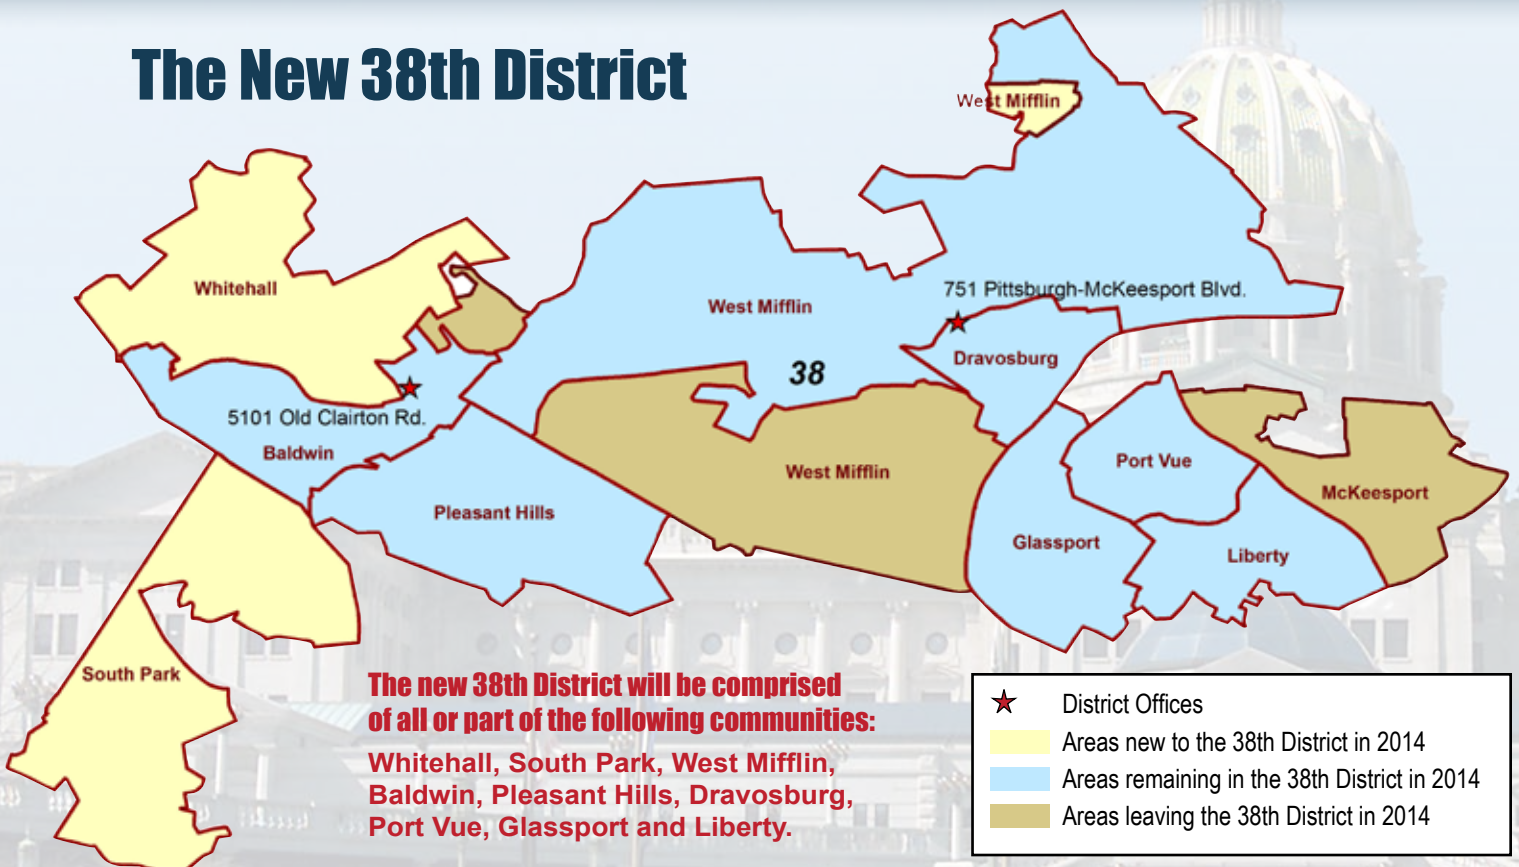 The New 38th District
West Mifflin
Whitehall
751 Pittsburgh-McKeesport Blvd.
West Mifflin
Dravosburg
38
5101 Old Clairton Rd.
Baldwin
Port Vue
West Mifflin
McKeesport
Pleasant Hills
Glassport
Liberty
South Park
The new 38th District will be comprised
of all or part of the following communities:
Whitehall, South Park, West Mifflin,
Baldwin, Pleasant Hills, Dravosburg,
Port Vue, Glassport and Liberty.
District Offices
Areas new to the 38th District in 2014
Areas remaining in the 38th District in 2014
Areas leaving the 38th District in 2014